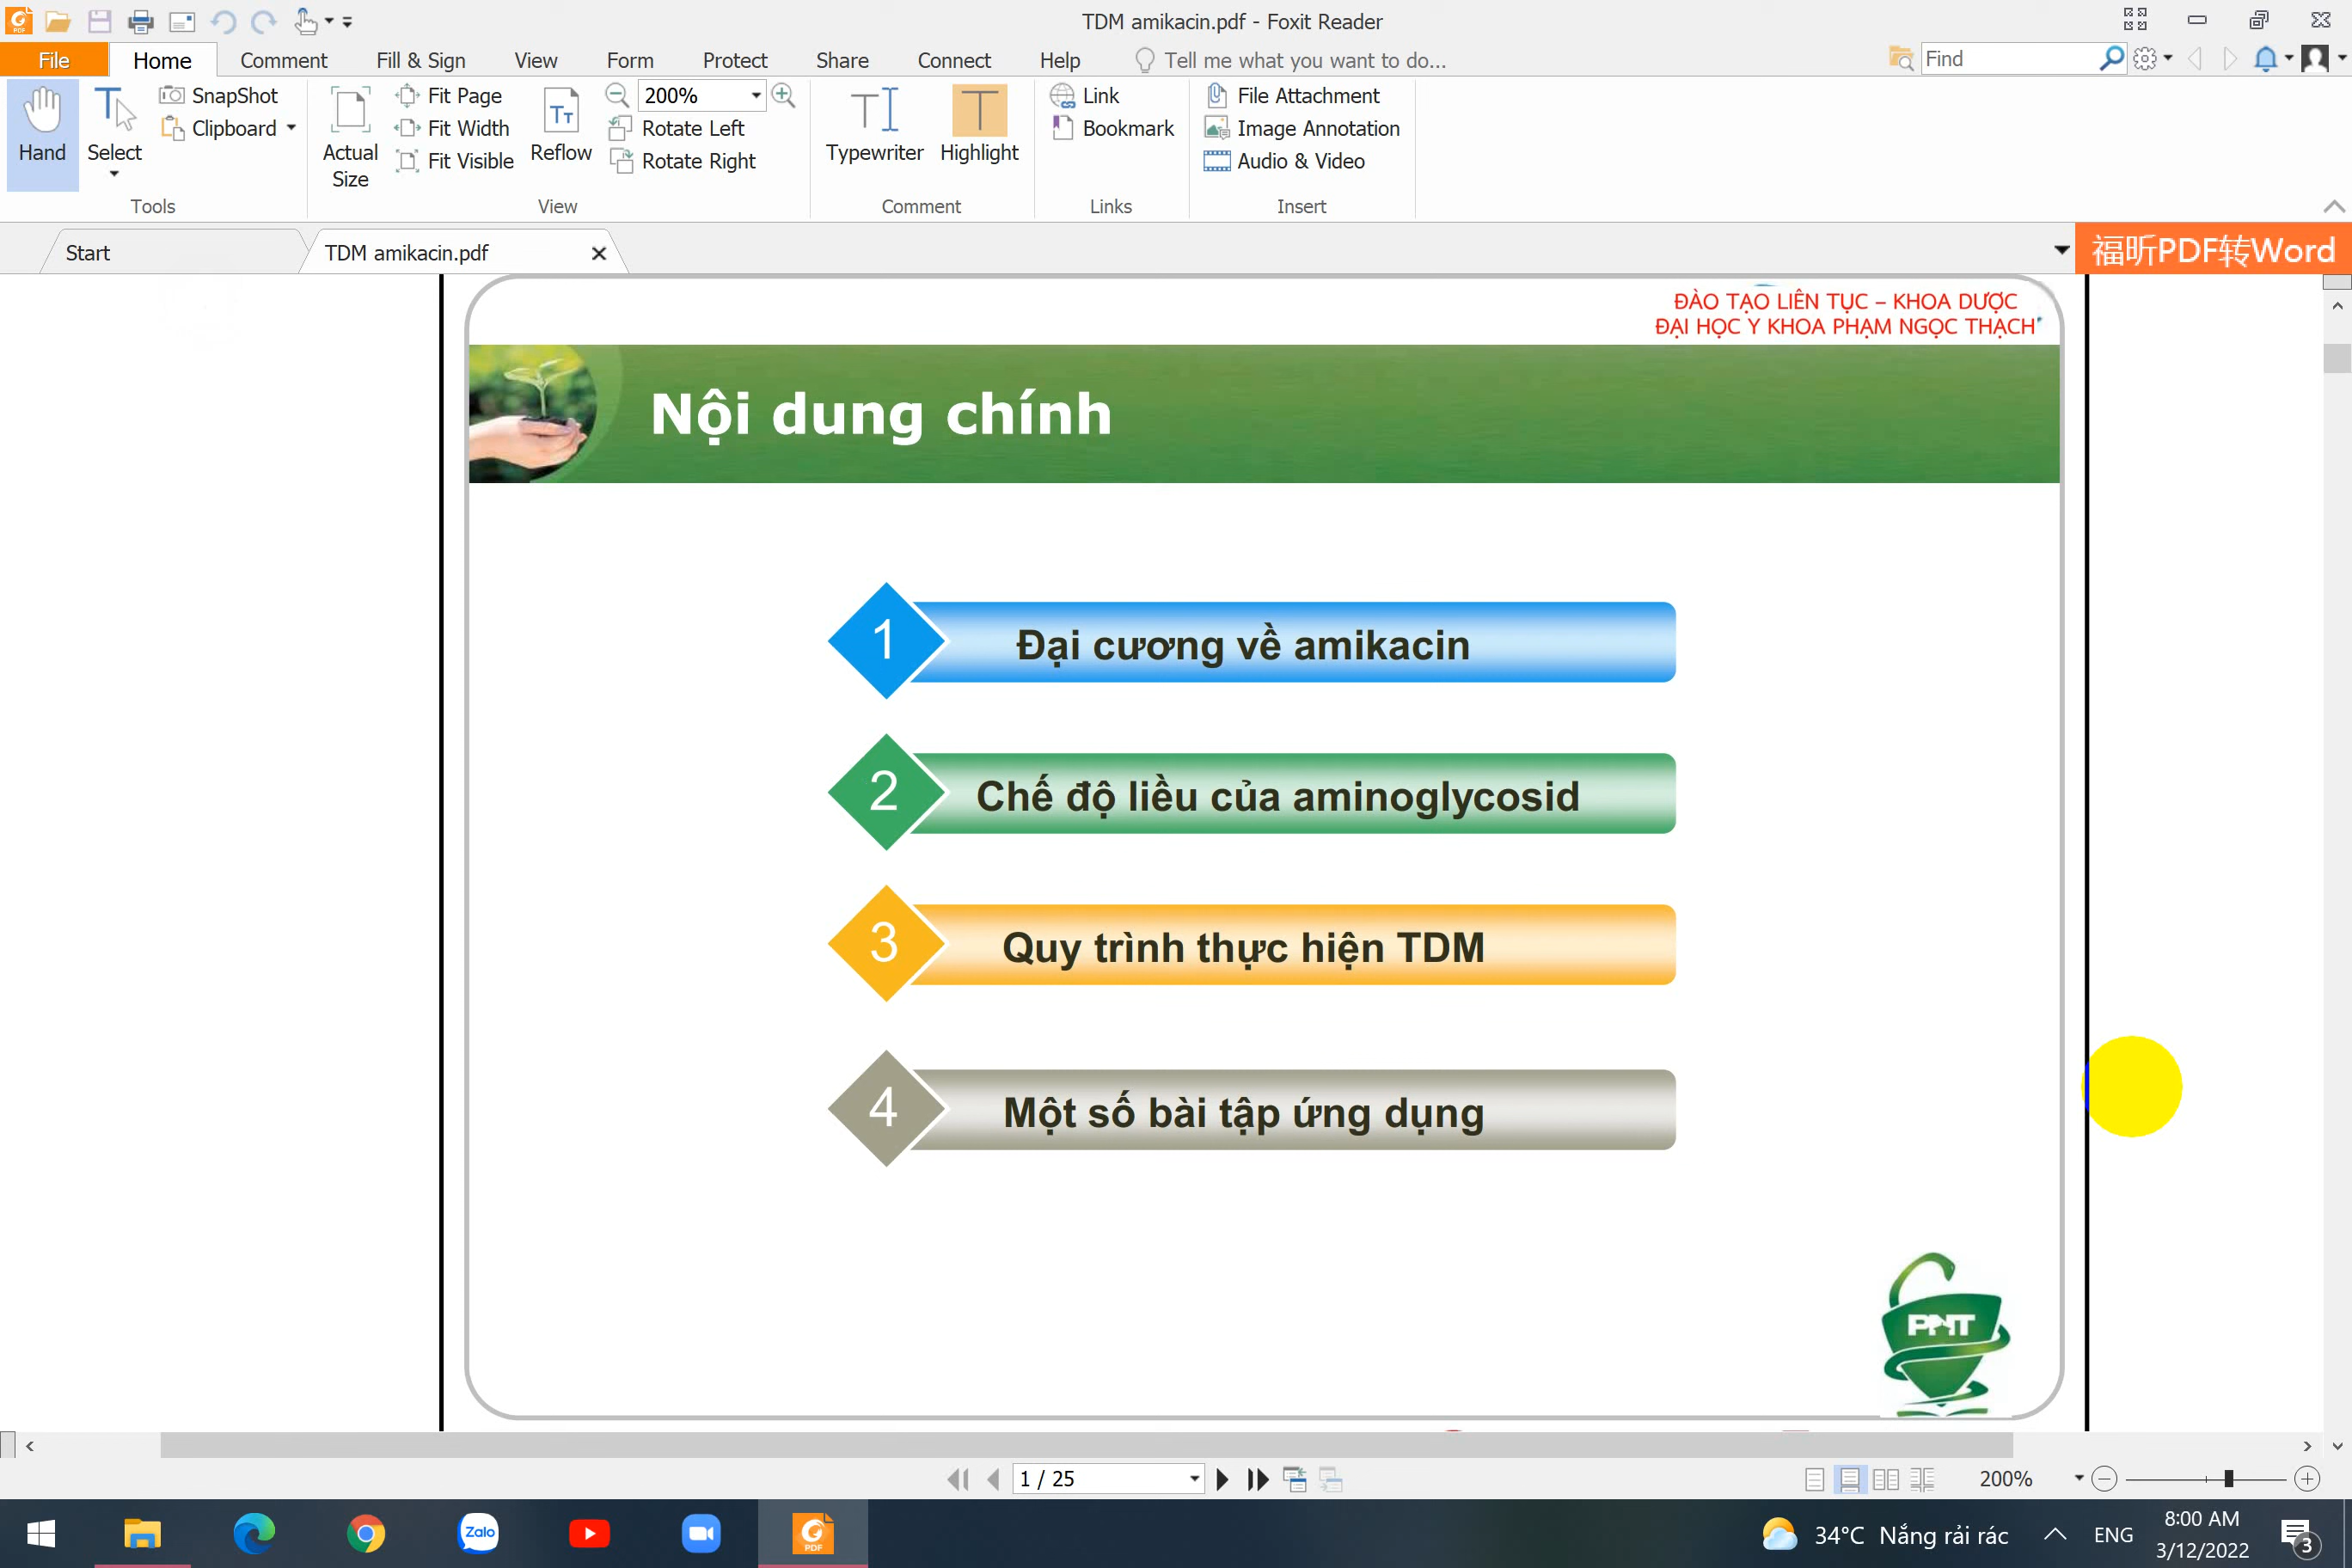 TDM amikacin.pdf - Foxit Reader
File Home Comment Fill & Sign View Form Protect Share Connect Help Tell me what you want to do... Find
Hand Select SnapShot Clipboard Tools
Actual Size Fit Page Fit Width Fit Visible Reflow 200% Rotate Left Rotate Right View
Typewriter Highlight Comment
Link Bookmark Links
File Attachment Image Annotation Audio & Video Insert
Start TDM amikacin.pdf 福昕PDF转Word
ĐÀO TẠO LIÊN TỤC – KHOA DƯỢC
ĐẠI HỌC Y KHOA PHẠM NGỌC THẠCH
Nội dung chính
1 Đại cương về amikacin
2 Chế độ liều của aminoglycosid
3 Quy trình thực hiện TDM
4 Một số bài tập ứng dụng
PNT
1 / 25 200%
Zalo PDF 34°C Nắng rải rác ENG 8:00 AM
3/12/2022 3